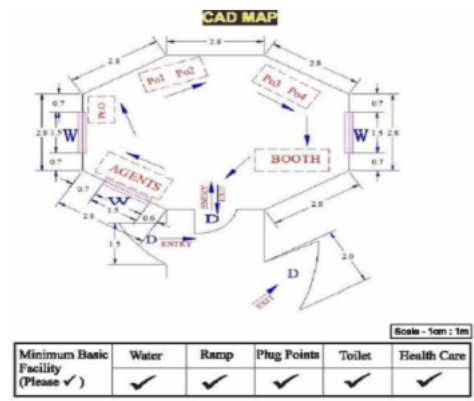 CAD MAP
2.8
2.8
2.8
Po1 Po2
Po3 Po4
PrO
0.7
2.8 1.5 W
0.7
0.7
W 1.5 2.8
0.7
AGENTS
BOOTH
ENTRY
EXIT
0.7
W
1.5
2.8
0.6
D
2.8
1.5
D ENTRY
D
2.0
EXIT
Scale - 1cm : 1m
Minimum Basic Facility (Please ✓) Water Ramp Plug Points Toilet Health Care
✓ ✓ ✓ ✓ ✓